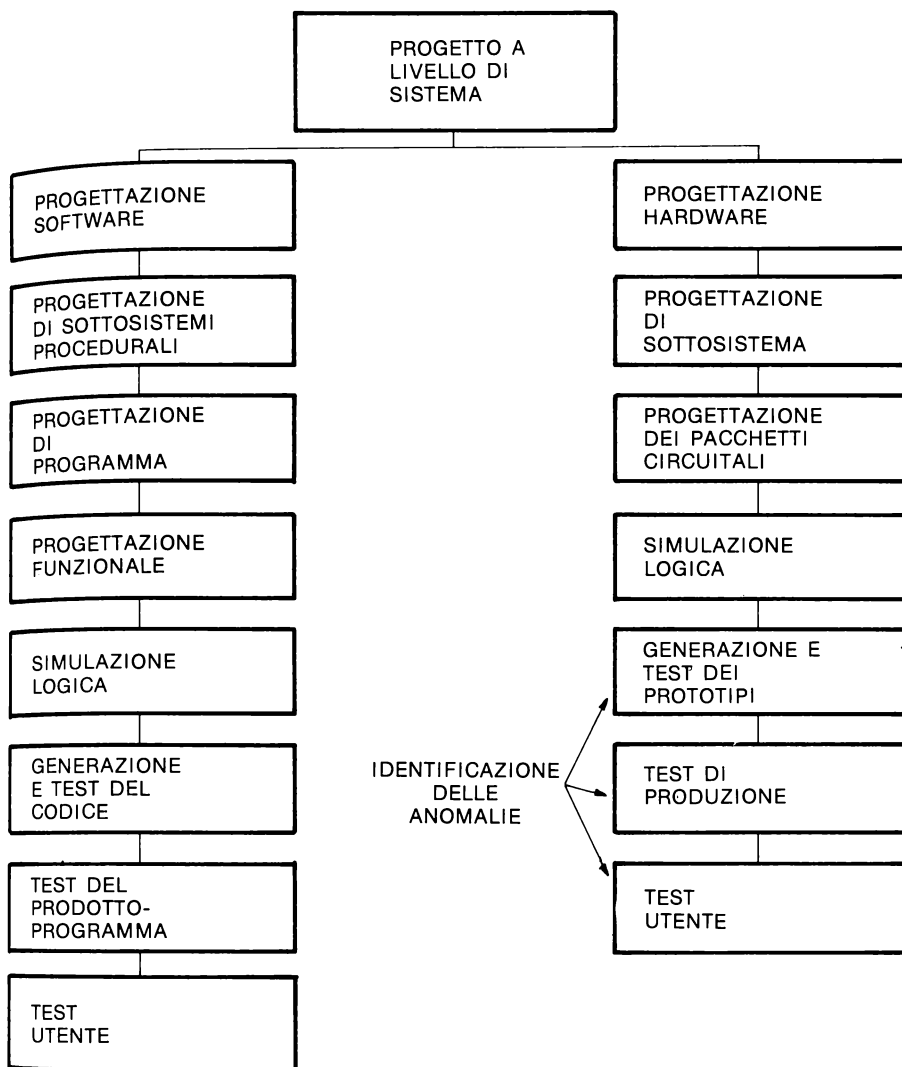 PROGETTO A
LIVELLO DI
SISTEMA
PROGETTAZIONE
SOFTWARE
PROGETTAZIONE
DI SOTTOSISTEMI
PROCEDURALI
PROGETTAZIONE
DI
PROGRAMMA
PROGETTAZIONE
FUNZIONALE
SIMULAZIONE
LOGICA
GENERAZIONE
E TEST DEL
CODICE
TEST DEL
PRODOTTO-
PROGRAMMA
TEST
UTENTE
PROGETTAZIONE
HARDWARE
PROGETTAZIONE
DI
SOTTOSISTEMA
PROGETTAZIONE
DEI PACCHETTI
CIRCUITALI
SIMULAZIONE
LOGICA
GENERAZIONE E
TEST DEI
PROTOTIPI
TEST DI
PRODUZIONE
TEST
UTENTE
IDENTIFICAZIONE
DELLE
ANOMALIE